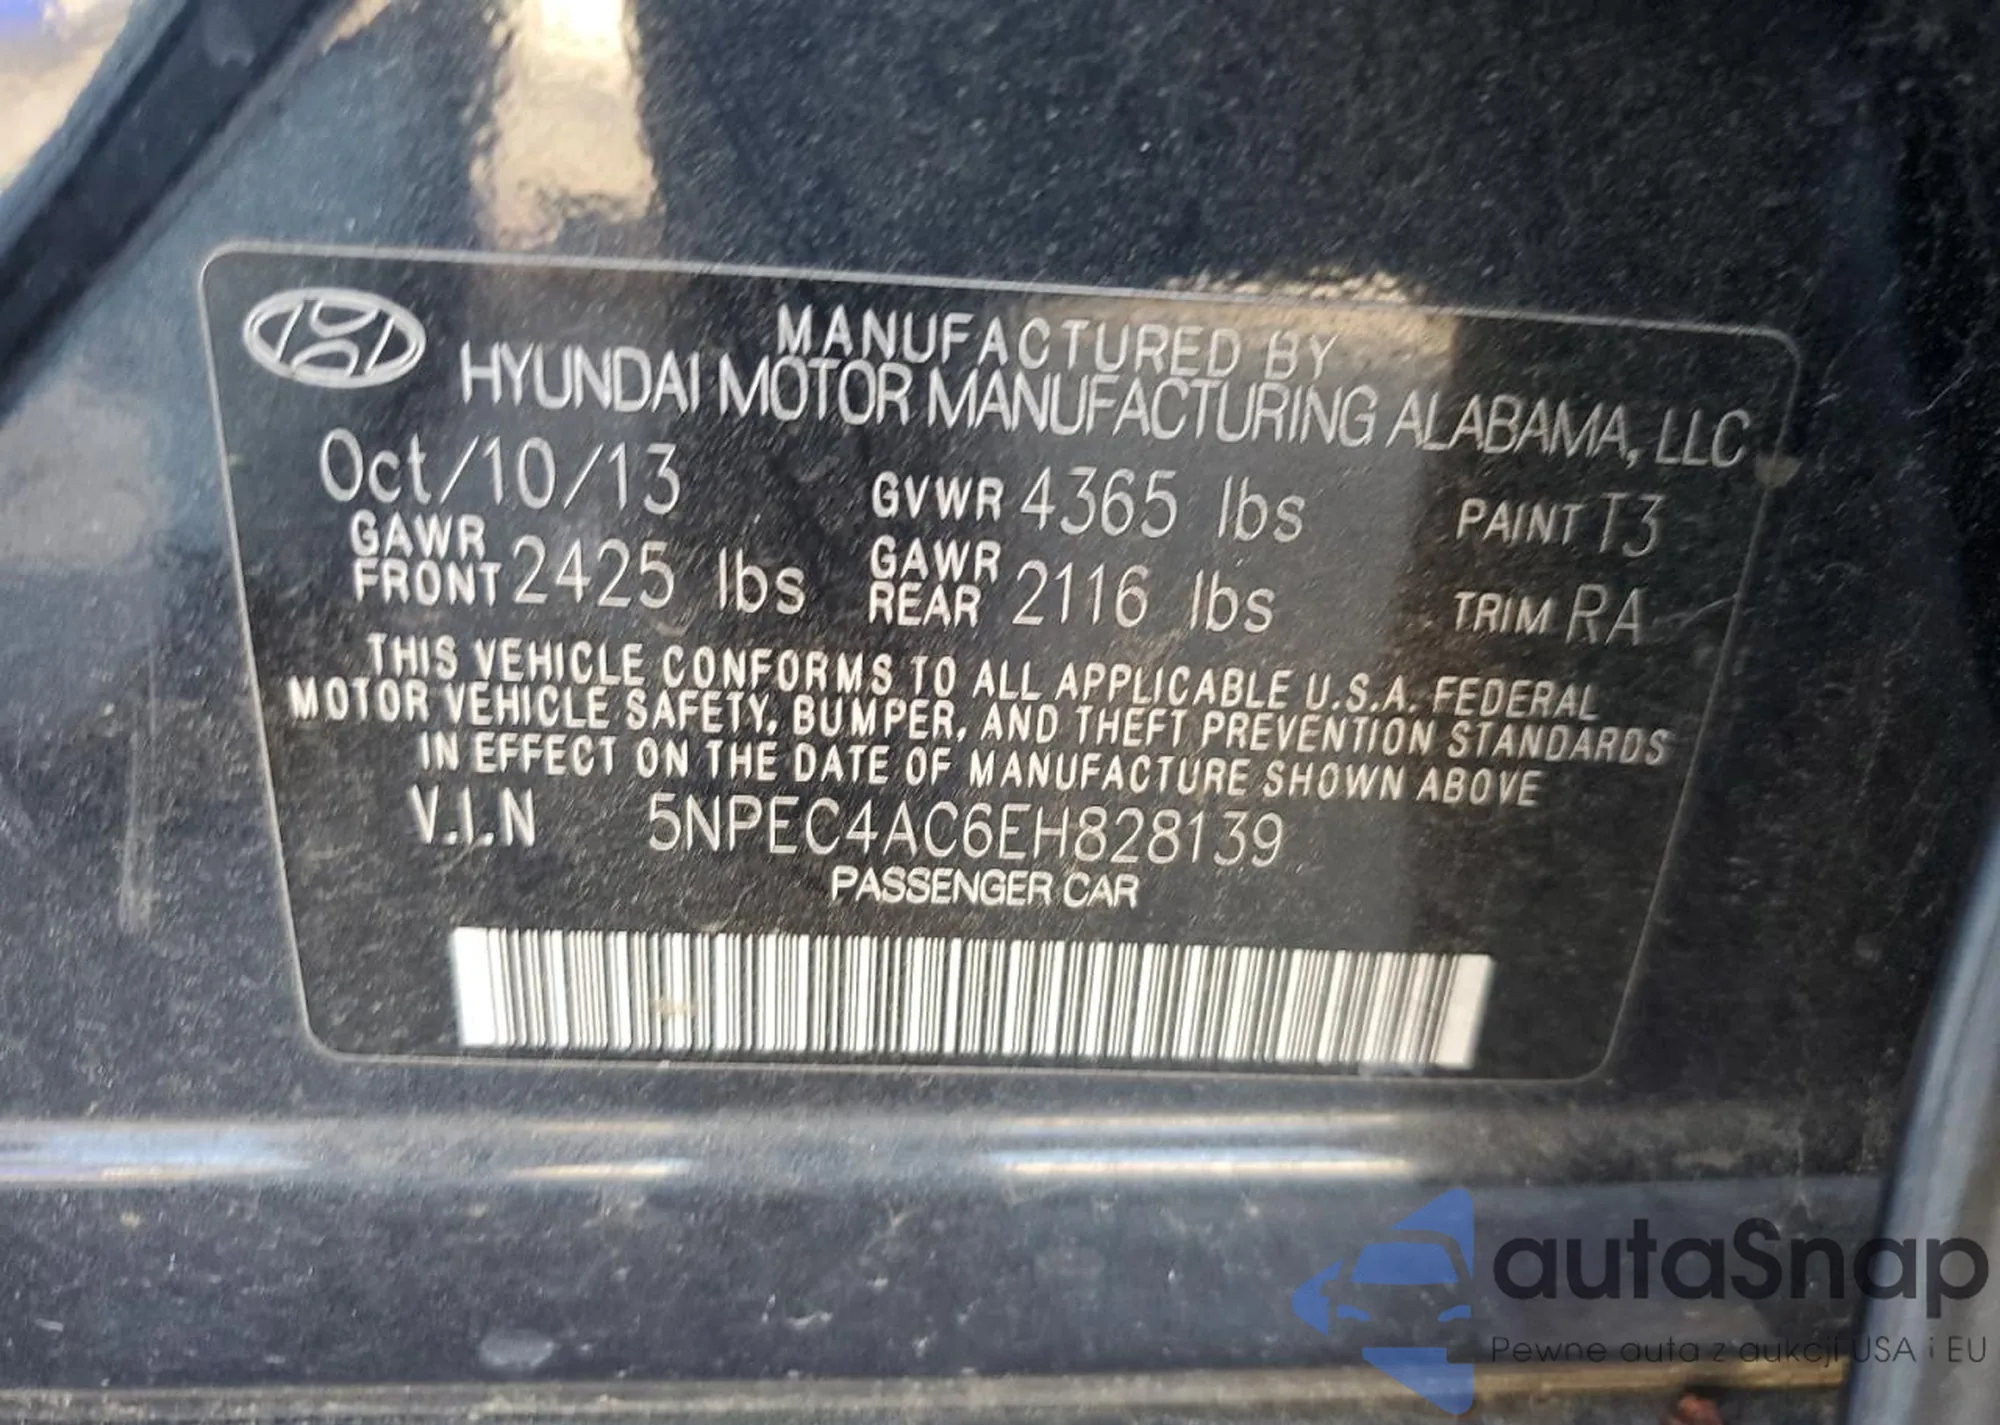 MANUFACTURED BY
HYUNDAI MOTOR MANUFACTURING ALABAMA, LLC
Oct/10/13 GVWR 4365 lbs PAINT T3
GAWR FRONT 2425 lbs GAWR REAR 2116 lbs TRIM RA
THIS VEHICLE CONFORMS TO ALL APPLICABLE U.S.A. FEDERAL
MOTOR VEHICLE SAFETY, BUMPER, AND THEFT PREVENTION STANDARDS
IN EFFECT ON THE DATE OF MANUFACTURE SHOWN ABOVE
V.I.N 5NPEC4AC6EH828139
PASSENGER CAR
autaSnap
Pewne auta z aukcji USA i EU